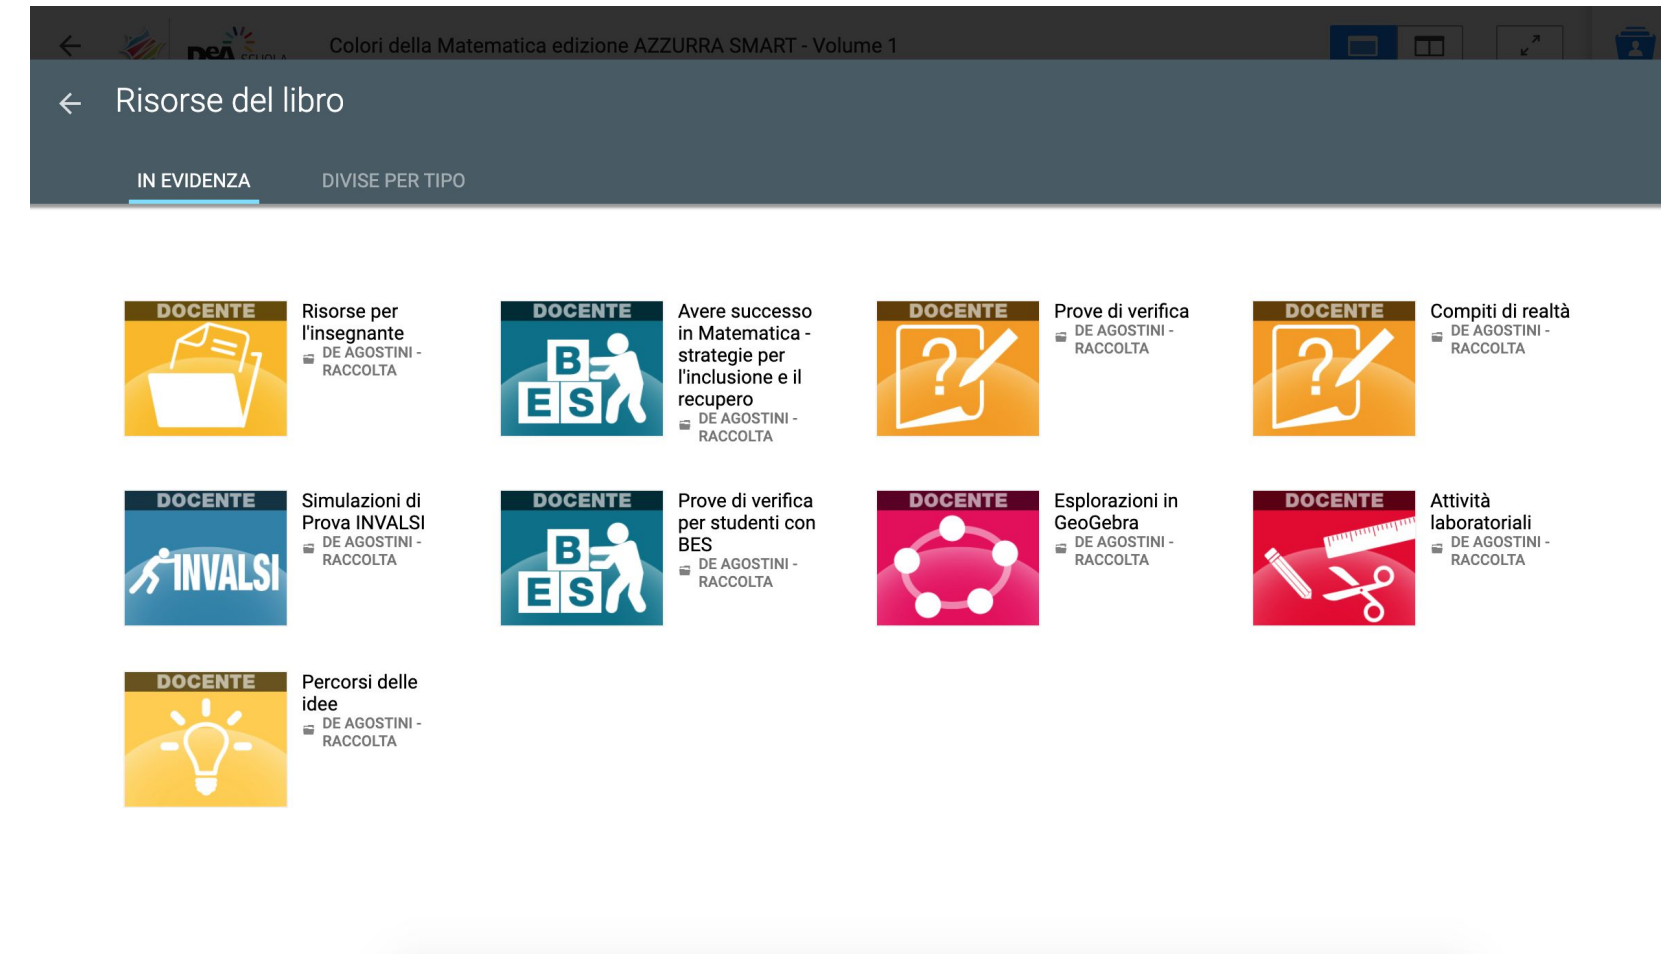 DeA SCUOLA
Colori della Matematica edizione AZZURRA SMART - Volume 1
Risorse del libro
IN EVIDENZA
DIVISE PER TIPO
DOCENTE
Risorse per
l'insegnante
DE AGOSTINI -
RACCOLTA
DOCENTE
B
E S
Avere successo
in Matematica -
strategie per
l'inclusione e il
recupero
DE AGOSTINI -
RACCOLTA
DOCENTE
?
Prove di verifica
DE AGOSTINI -
RACCOLTA
DOCENTE
?
Compiti di realtà
DE AGOSTINI -
RACCOLTA
DOCENTE
INVALSI
Simulazioni di
Prova INVALSI
DE AGOSTINI -
RACCOLTA
DOCENTE
B
E S
Prove di verifica
per studenti con
BES
DE AGOSTINI -
RACCOLTA
DOCENTE
Esplorazioni in
GeoGebra
DE AGOSTINI -
RACCOLTA
DOCENTE
Attività
laboratoriali
DE AGOSTINI -
RACCOLTA
DOCENTE
Percorsi delle
idee
DE AGOSTINI -
RACCOLTA